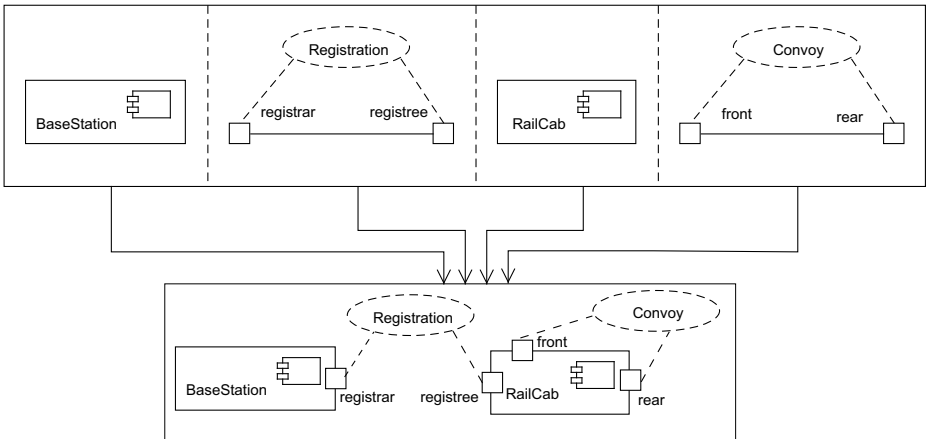 Registration
Convoy
registrar
registree
front
rear
BaseStation
RailCab
Registration
Convoy
front
BaseStation
registrar
registree
RailCab
rear